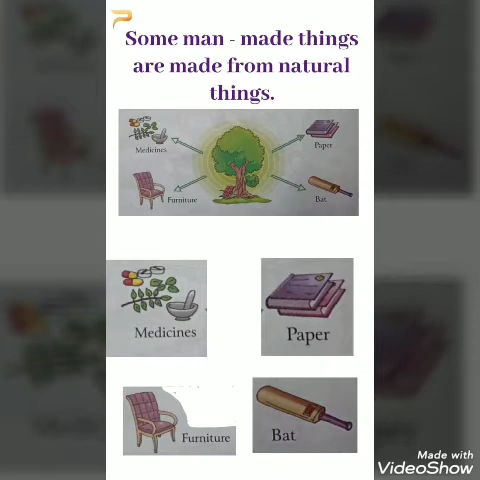 Some man - made things
are made from natural
things.
Medicines
Paper
Furniture
Bat
Medicines
Paper
Furniture
Bat
Made with
VideoShow